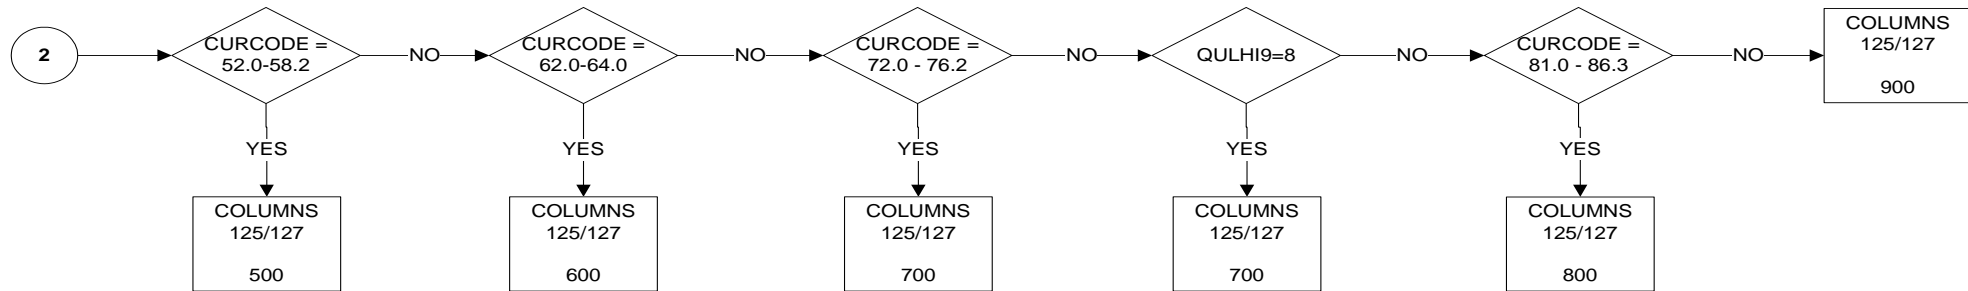 2
CURCODE =
52.0-58.2
NO
CURCODE =
62.0-64.0
NO
CURCODE =
72.0 - 76.2
NO
QULHI9=8
NO
CURCODE =
81.0 - 86.3
NO
COLUMNS
125/127
900
YES
YES
YES
YES
YES
COLUMNS
125/127
500
COLUMNS
125/127
600
COLUMNS
125/127
700
COLUMNS
125/127
700
COLUMNS
125/127
800